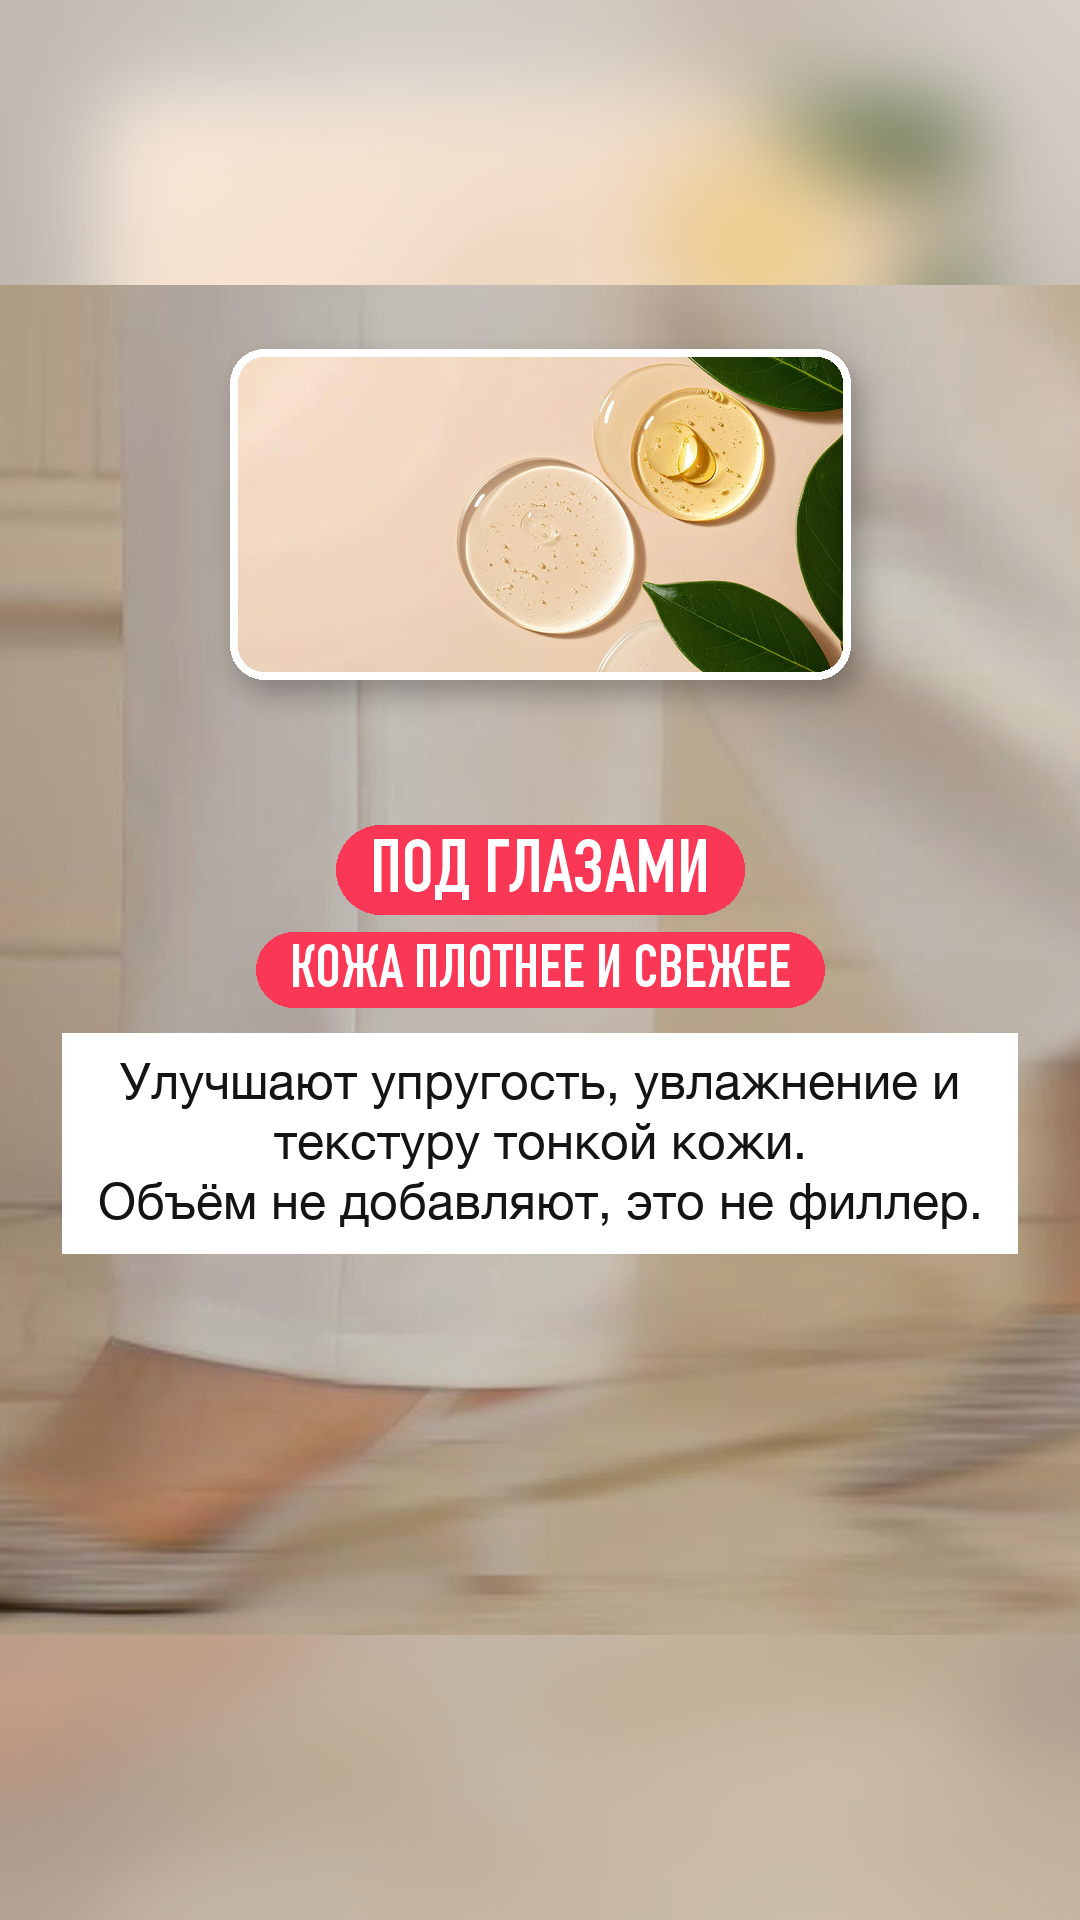 ПОД ГЛАЗАМИ
КОЖА ПЛОТНЕЕ И СВЕЖЕЕ
Улучшают упругость, увлажнение и
текстуру тонкой кожи.
Объём не добавляют, это не филлер.